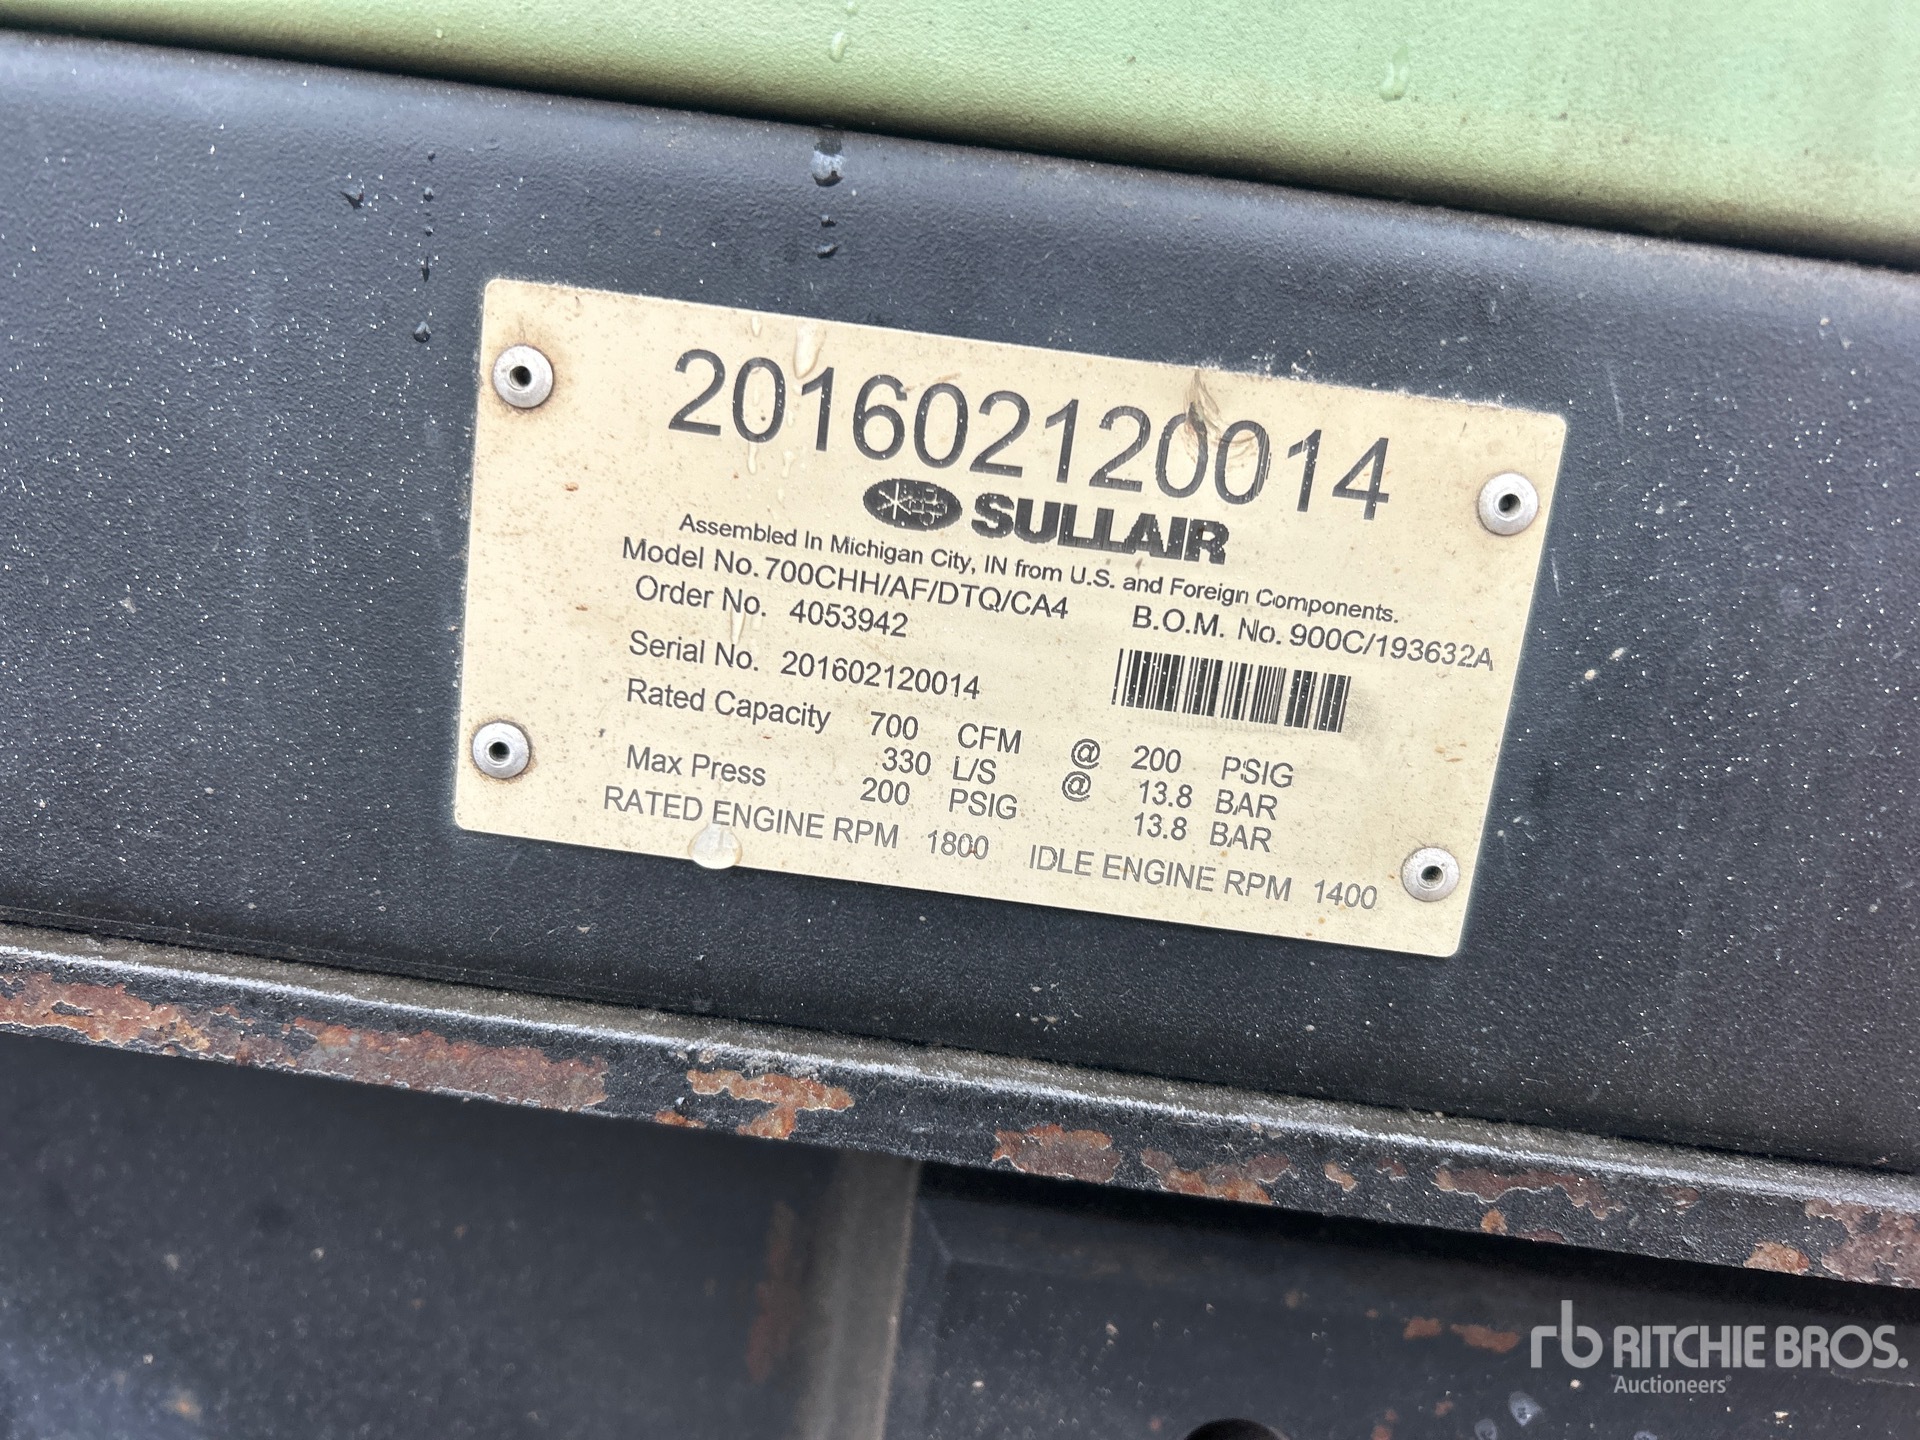 201602120014
SULLAIR
Assembled In Michigan City, IN from U.S. and Foreign Components.
Model No. 700CHH/AF/DTQ/CA4 B.O.M. No. 900C/193632A
Order No. 4053942
Serial No. 201602120014
Rated Capacity 700 CFM @ 200 PSIG
330 L/S @ 13.8 BAR
Max Press 200 PSIG 13.8 BAR
RATED ENGINE RPM 1800 IDLE ENGINE RPM 1400
rb RITCHIE BROS.
Auctioneers